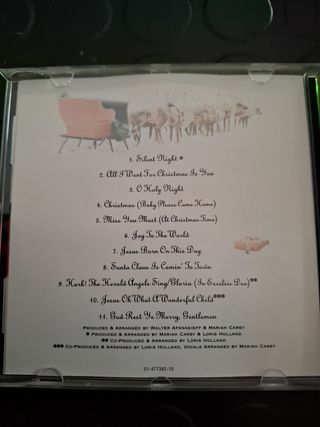 1. Silent Night *
2. All I Want For Christmas Is You
3. O Holy Night
4. Christmas (Baby Please Come Home)
5. Miss You Most (At Christmas Time)
6. Joy To The World
7. Jesus Born On This Day
8. Santa Claus Is Comin' To Town
9. Hark! The Herald Angels Sing/Gloria (In Excelsis Deo)**
10. Jesus Oh What A Wonderful Child***
11. God Rest Ye Merry, Gentlemen
Produced & Arranged by Walter Afanasieff & Mariah Carey
* Produced & Arranged by Mariah Carey & Loris Holland
** Co-Produced & Arranged by Loris Holland
*** Co-Produced & Arranged by Loris Holland, Vocals Arranged by Mariah Carey
01-477342-10